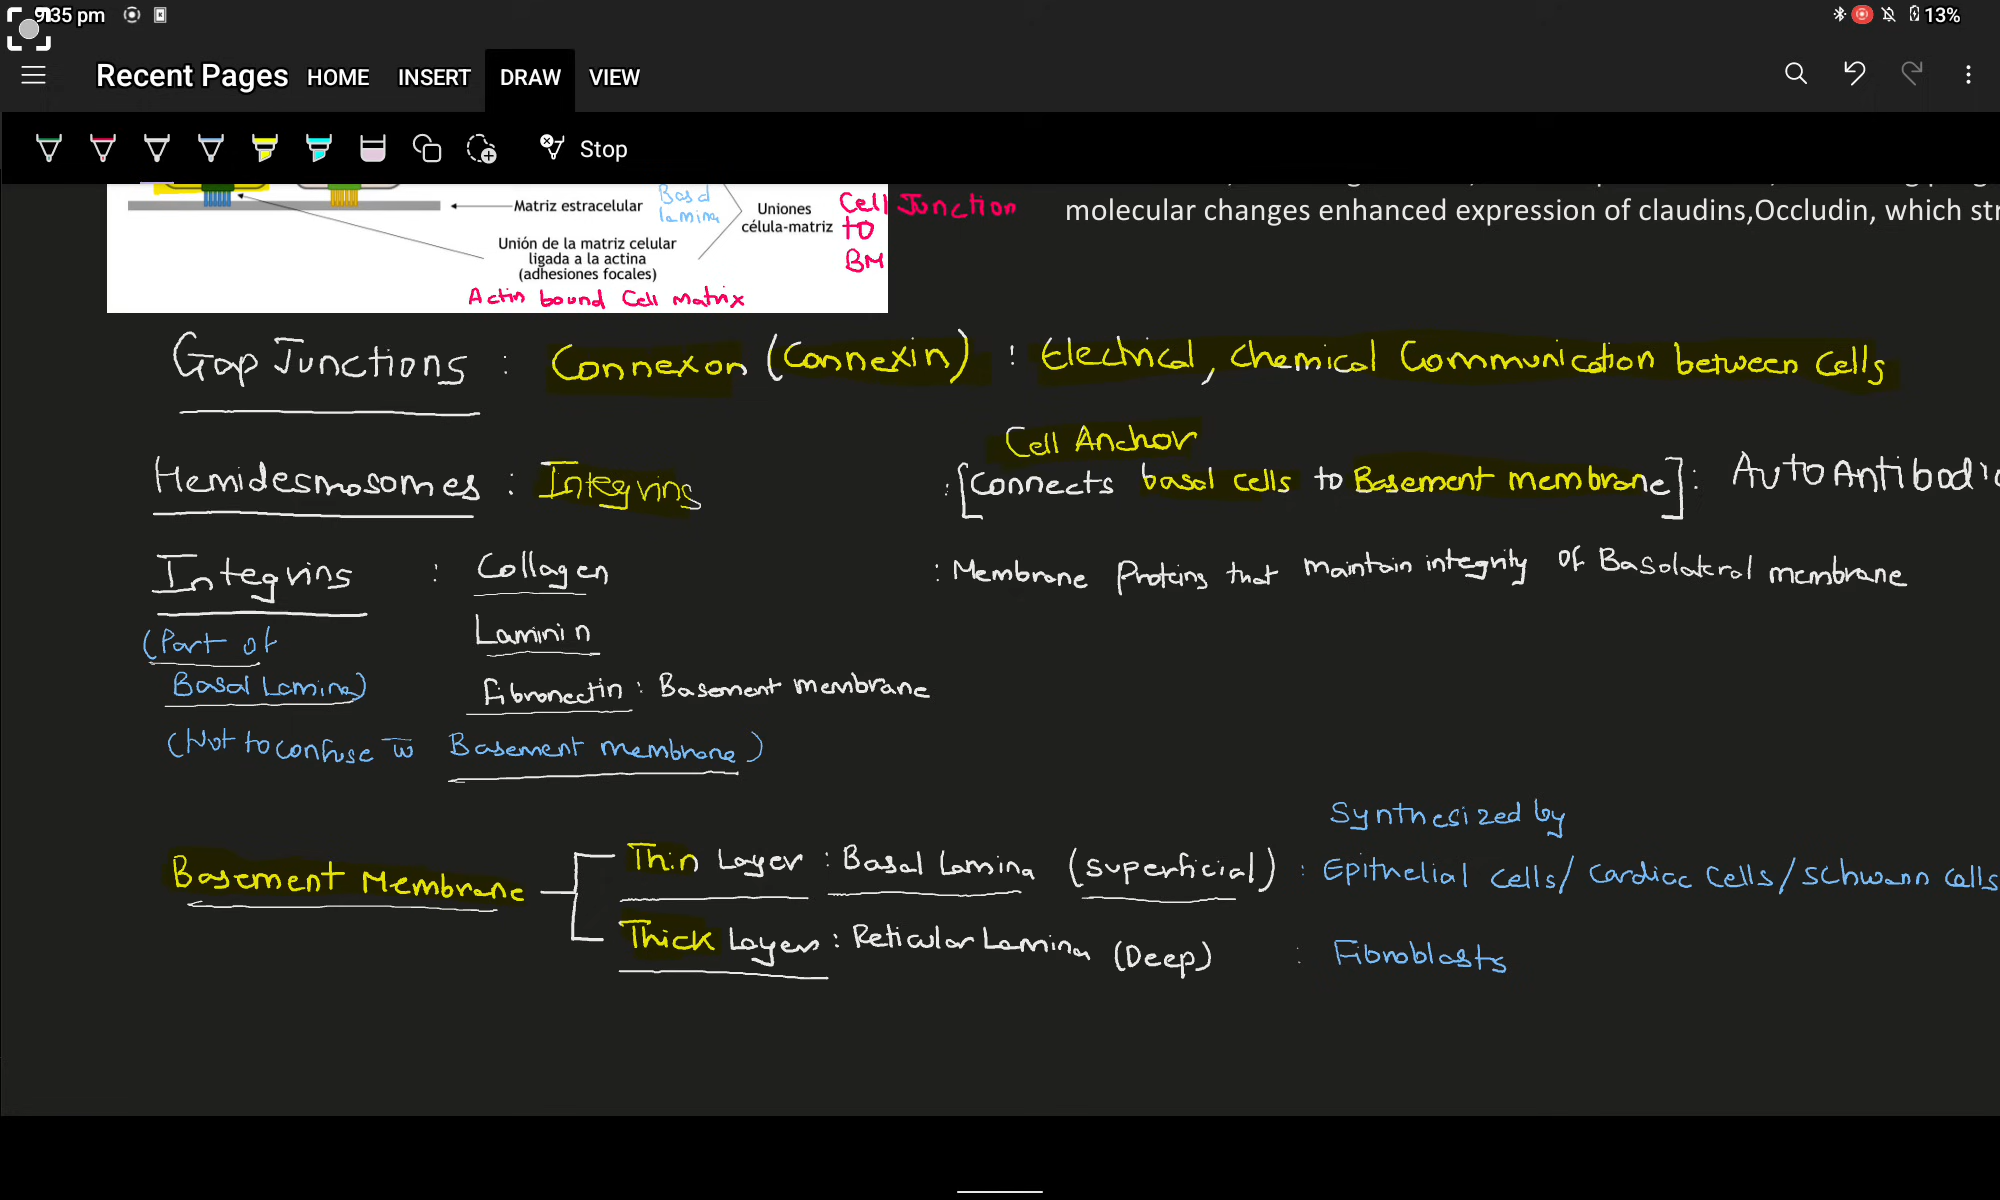 9:35 pm 13%
Recent Pages HOME INSERT DRAW VIEW
Stop
Matriz estracelular
Basal
lamina
Uniones
célula-matriz
Cell Junction
to
BM
Unión de la matriz celular
ligada a la actina
(adhesiones focales)
Actin bound Cell matrix
molecular changes enhanced expression of claudins,Occludin, which str
Gap Junctions : Connexon (Connexin) : Electrical, Chemical Communication between Cells
Cell Anchor
Hemidesmosomes : Integrins : [Connects basal cells to Basement membrane] : AutoAntibodi
Integrins : Collagen : Membrane Proteins that maintain integrity of Basolateral membrane
(Part of
Laminin
Basal Lamina)
Fibronectin : Basement membrane
(Not to confuse w Basement membrane)
Synthesized by
Basement Membrane
Thin Layer : Basal Lamina (Superficial) : Epithelial cells/ Cardiac Cells/ Schwann Cells
Thick Layer : Reticular Lamina (Deep) : Fibroblasts